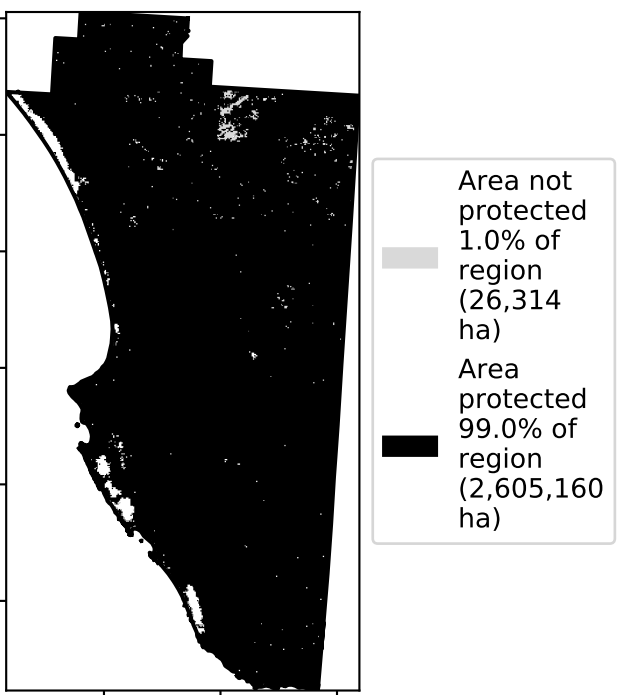 Area not
protected
1.0% of
region
(26,314
ha)
Area
protected
99.0% of
region
(2,605,160
ha)